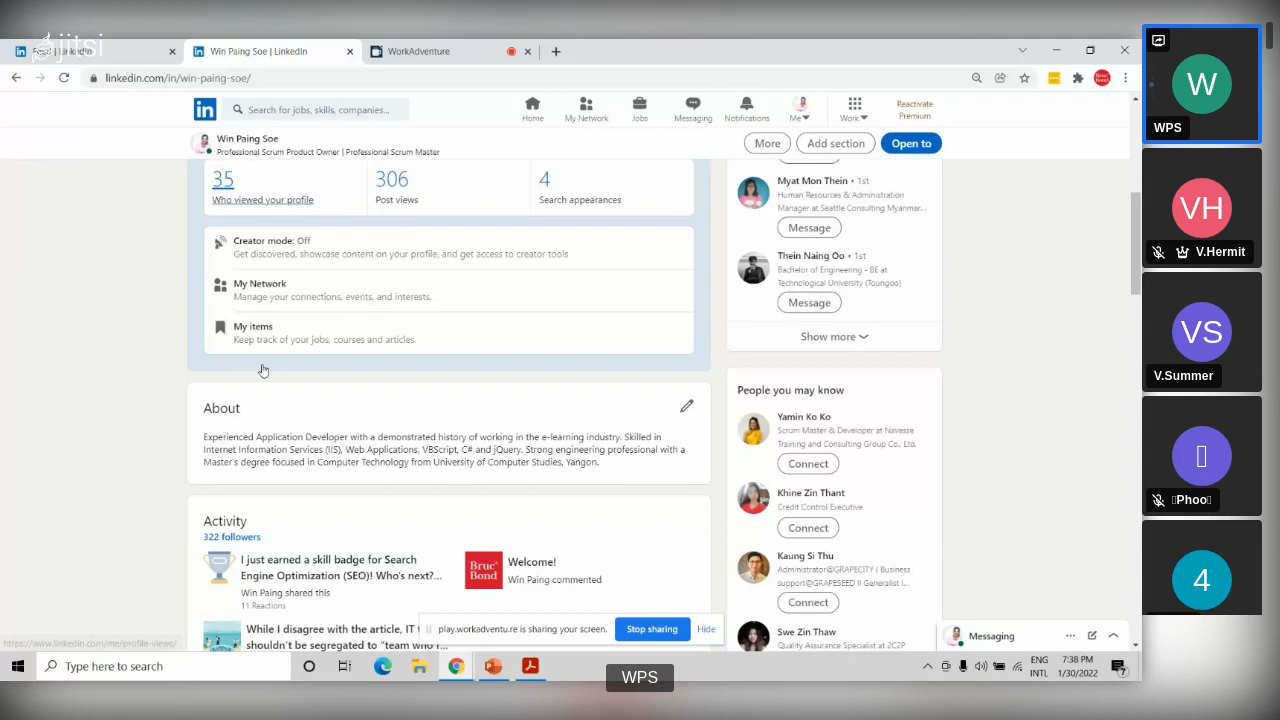 jitsi
Win Paing Soe | LinkedIn
WorkAdventure
linkedin.com/in/win-paing-soe/
Search for jobs, skills, companies...
Home
My Network
Jobs
Messaging
Notifications
Me
Work
Reactivate
Premium
Win Paing Soe
Professional Scrum Product Owner | Professional Scrum Master
More
Add section
Open to
35
Who viewed your profile
306
Post views
4
Search appearances
Creator mode: Off
Get discovered, showcase content on your profile, and get access to creator tools
My Network
Manage your connections, events, and interests.
My items
Keep track of your jobs, courses and articles.
About
Experienced Application Developer with a demonstrated history of working in the e-learning industry. Skilled in
Internet Information Services (IIS), Web Applications, VBScript, C# and jQuery. Strong engineering professional with a
Master's degree focused in Computer Technology from University of Computer Studies, Yangon.
Activity
322 followers
I just earned a skill badge for Search
Engine Optimization (SEO)! Who's next?...
Win Paing shared this
11 Reactions
Bruc
Bond
Welcome!
Win Paing commented
While I disagree with the article, IT t
shouldn't be segregated to "team who i...
Myat Mon Thein • 1st
Human Resources & Administration
Manager at Seattle Consulting Myanmar...
Message
Thein Naing Oo • 1st
Bachelor of Engineering - BE at
Technological University (Toungoo)
Message
Show more
People you may know
Yamin Ko Ko
Scrum Master & Developer at Navesse
Training and Consulting Group Co., Ltd.
Connect
Khine Zin Thant
Credit Control Executive
Connect
Kaung Si Thu
Administrator@GRAPECITY I Business
support@GRAPESEED II Generalist I...
Connect
Swe Zin Thaw
Quality Assurance Specialist at 2C2P
play.workadventu.re is sharing your screen.
Stop sharing
Hide
Messaging
https://www.linkedin.com/me/profile-views/
Type here to search
ENG
INTL
7:38 PM
1/30/2022
7
WPS
W
WPS
VH
V.Hermit
VS
V.Summer
Phoo
4